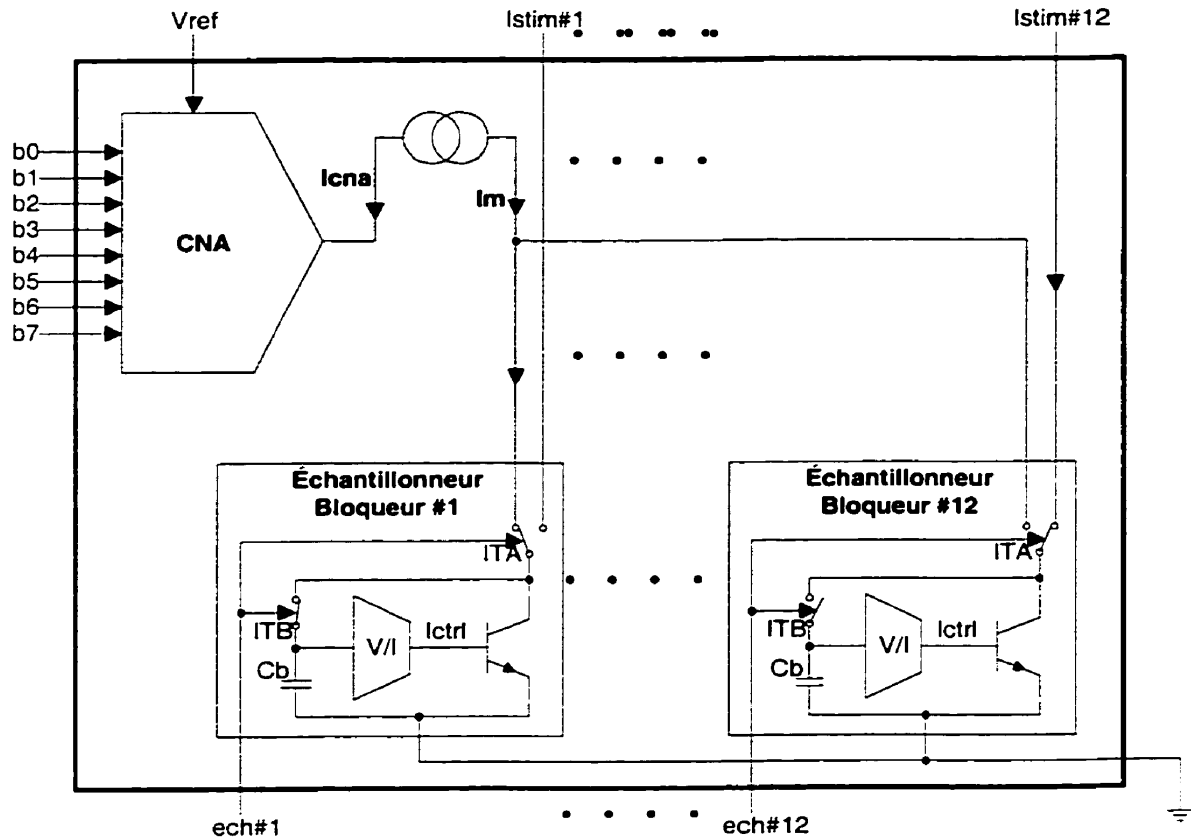 Vref
Istim#1
Istim#12
b0
b1
b2
b3
b4
b5
b6
b7
CNA
Icna
Im
Échantillonneur
Bloqueur #1
ITA
ITB
Cb
V/I
Ictrl
Échantillonneur
Bloqueur #12
ITA
ITB
Cb
V/I
Ictrl
ech#1
ech#12